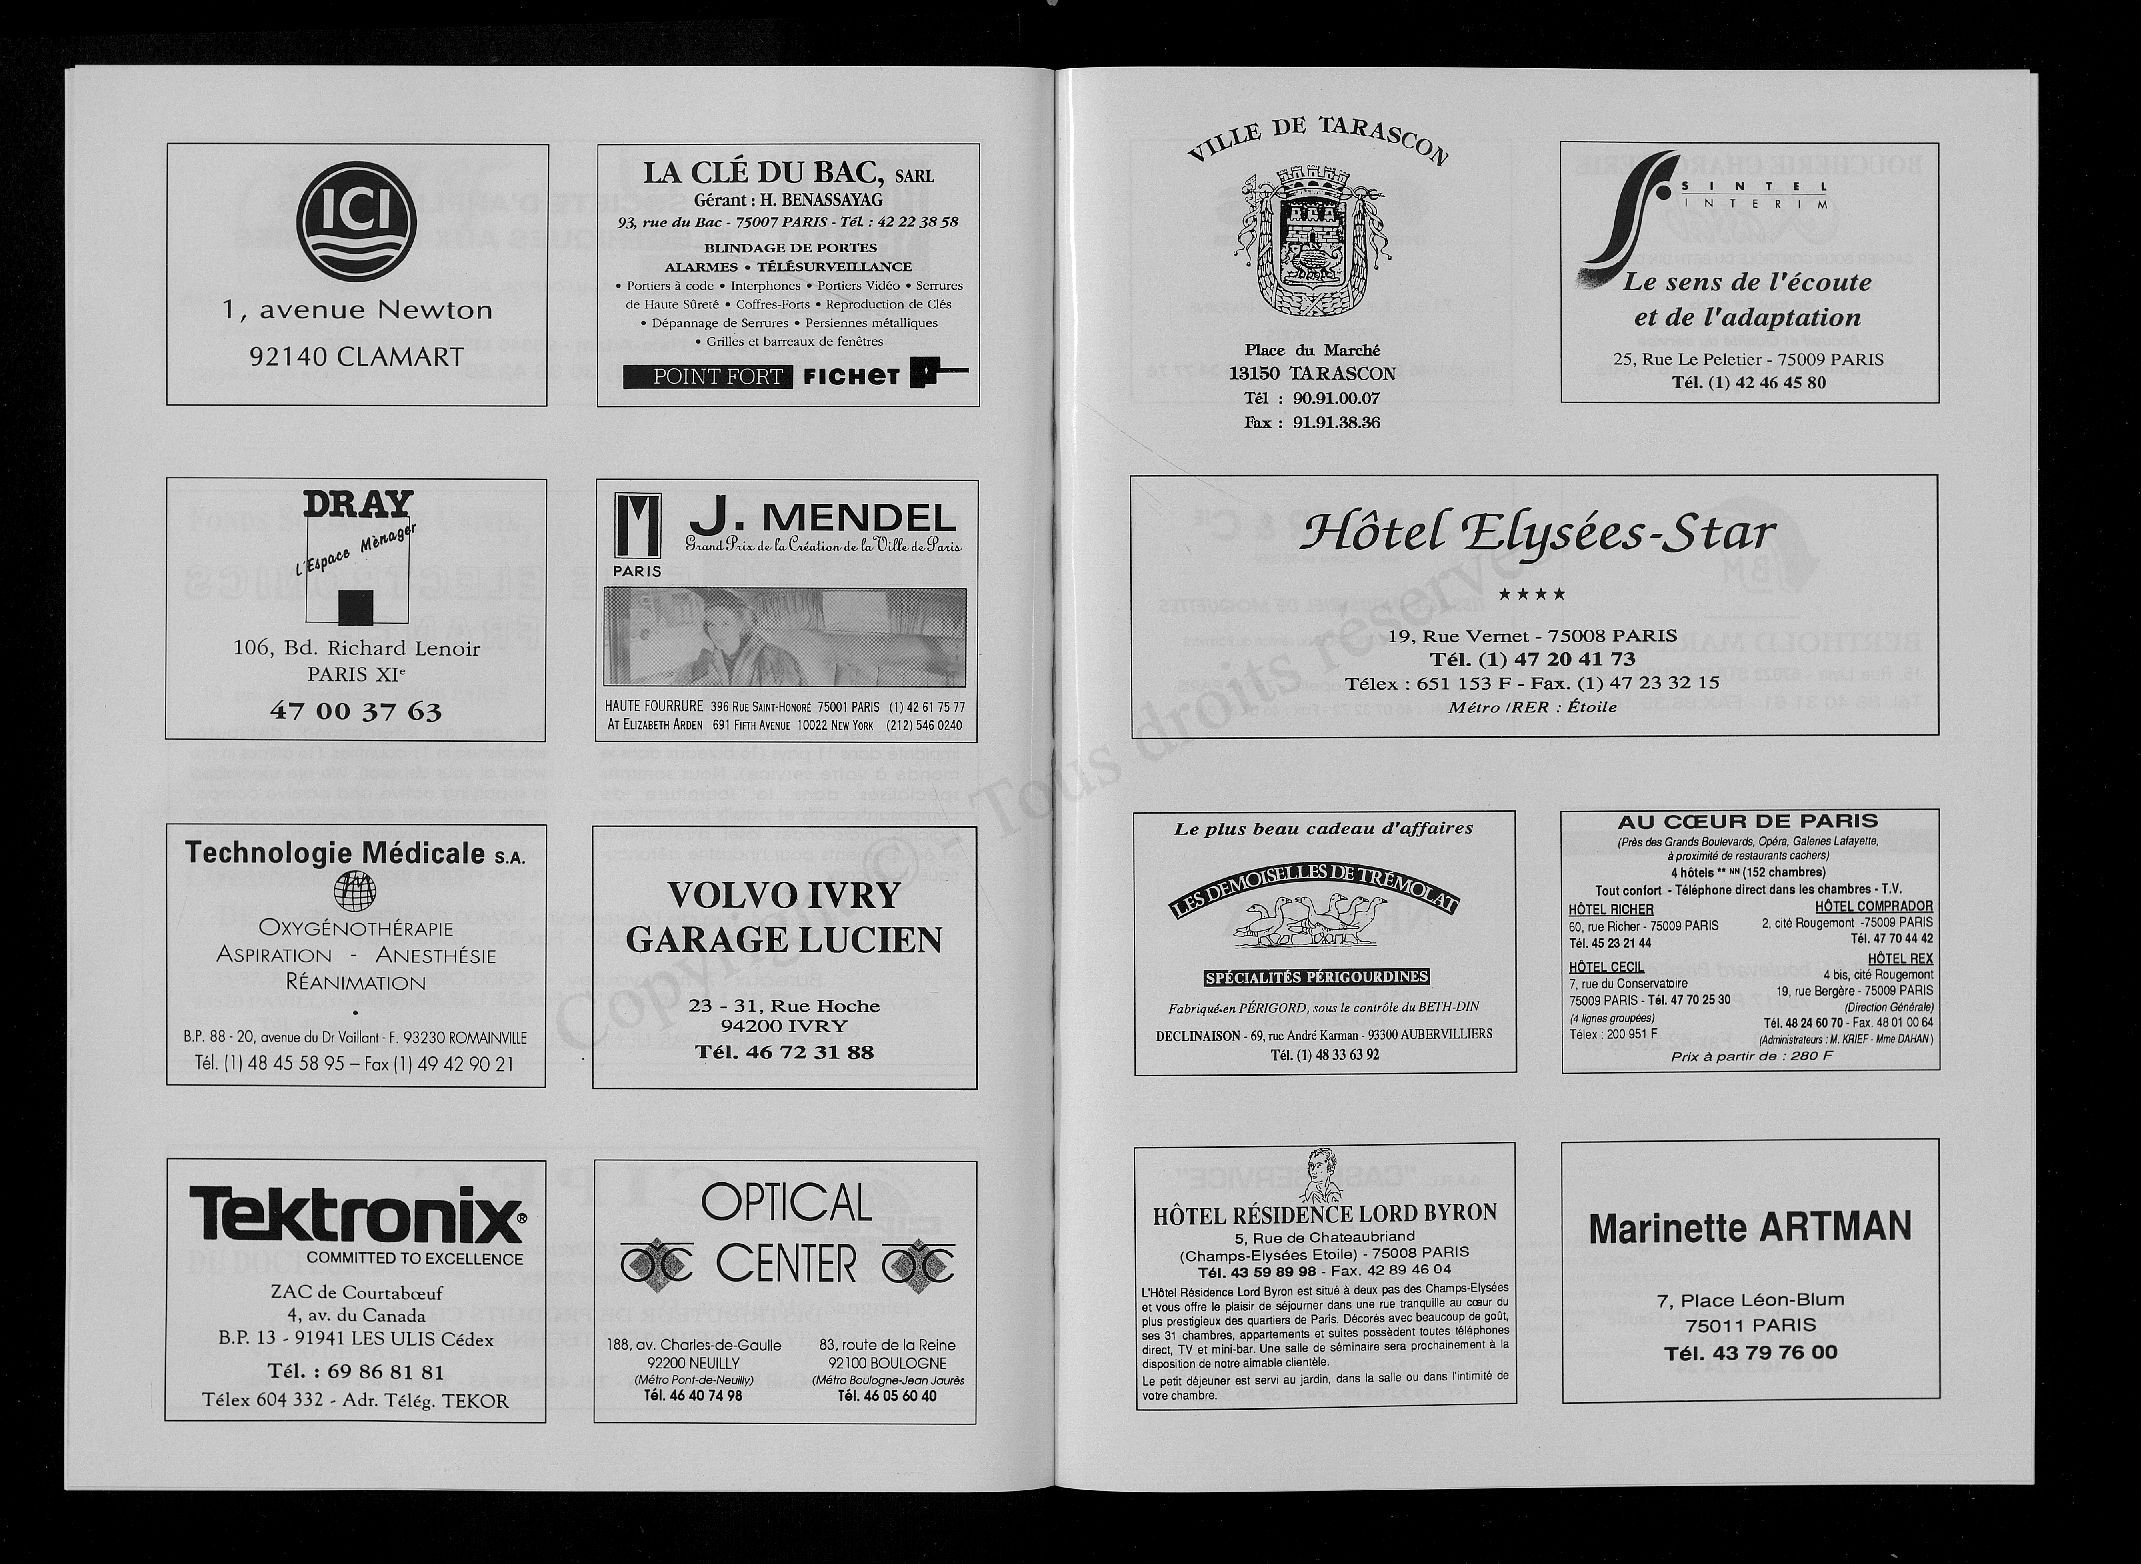 ICI
1, avenue Newton
92140 CLAMART
LA CLÉ DU BAC, SARL
Gérant : H. BENASSAYAG
93, rue du Bac - 75007 PARIS - Tél. : 42 22 38 58
BLINDAGE DE PORTES
ALARMES • TÉLÉSURVEILLANCE
• Portiers à code • Interphones • Portiers Vidéo • Serrures
de Haute Sûreté • Coffres-Forts • Reproduction de Clés
• Dépannage de Serrures • Persiennes métalliques
• Grilles et barreaux de fenêtres
POINT FORT FICHET
DRAY
L'Espace Mènager
106, Bd. Richard Lenoir
PARIS XIe
47 00 37 63
M
PARIS
J. MENDEL
Grand Prix de la Création de la Ville de Paris
HAUTE FOURRURE 396 RUE SAINT-HONORÉ 75001 PARIS (1) 42 61 75 77
AT ELIZABETH ARDEN 691 FIFTH AVENUE 10022 NEW YORK (212) 546 0240
Technologie Médicale S.A.
OXYGÉNOTHÉRAPIE
ASPIRATION - ANESTHÉSIE
RÉANIMATION
•
B.P. 88 - 20, avenue du Dr Vaillant - F. 93230 ROMAINVILLE
Tél. (1) 48 45 58 95 – Fax (1) 49 42 90 21
VOLVO IVRY
GARAGE LUCIEN
23 - 31, Rue Hoche
94200 IVRY
Tél. 46 72 31 88
Tektronix®
COMMITTED TO EXCELLENCE
ZAC de Courtabœuf
4, av. du Canada
B.P. 13 - 91941 LES ULIS Cédex
Tél. : 69 86 81 81
Télex 604 332 - Adr. Télég. TEKOR
OPTICAL
OC CENTER OC
188, av. Charles-de-Gaulle
92200 NEUILLY
(Métro Pont-de-Neuilly)
Tél. 46 40 74 98
83, route de la Reine
92100 BOULOGNE
(Métro Boulogne-Jean Jaurès
Tél. 46 05 60 40
VILLE DE TARASCON
Place du Marché
13150 TARASCON
Tél : 90.91.00.07
Fax : 91.91.38.36
SINTEL
INTERIM
Le sens de l'écoute
et de l'adaptation
25, Rue Le Peletier - 75009 PARIS
Tél. (1) 42 46 45 80
Hôtel Elysées-Star
★★★★
19, Rue Vernet - 75008 PARIS
Tél. (1) 47 20 41 73
Télex : 651 153 F - Fax. (1) 47 23 32 15
Métro /RER : Étoile
Le plus beau cadeau d'affaires
LES DEMOISELLES DE TRÉMOLAT
SPÉCIALITÉS PÉRIGOURDINES
Fabriqué en PÉRIGORD, sous le contrôle du BETH-DIN
DECLINAISON - 69, rue André Karman - 93300 AUBERVILLIERS
Tél. (1) 48 33 63 92
AU CŒUR DE PARIS
(Près des Grands Boulevards, Opéra, Galeries Lafayette,
à proximité de restaurants cachers)
4 hôtels ** NN (152 chambres)
Tout confort - Téléphone direct dans les chambres - T.V.
HÔTEL RICHER
60, rue Richer - 75009 PARIS
Tél. 45 23 21 44
HÔTEL CECIL
7, rue du Conservatoire
75009 PARIS - Tél. 47 70 25 30
(4 lignes groupées)
Télex : 200 951 F
HÔTEL COMPRADOR
2, cité Rougemont -75009 PARIS
Tél. 47 70 44 42
HÔTEL REX
4 bis, cité Rougemont
19, rue Bergère - 75009 PARIS
(Direction Générale)
Tél. 48 24 60 70 - Fax. 48 01 00 64
(Administrateurs : M. KRIEF - Mme DAHAN)
Prix à partir de : 280 F
HÔTEL RÉSIDENCE LORD BYRON
5, Rue de Chateaubriand
(Champs-Elysées Etoile) - 75008 PARIS
Tél. 43 59 89 98 - Fax. 42 89 46 04
L'Hôtel Résidence Lord Byron est situé à deux pas des Champs-Elysées
et vous offre le plaisir de séjourner dans une rue tranquille au cœur du
plus prestigieux des quartiers de Paris. Décorés avec beaucoup de goût,
ses 31 chambres, appartements et suites possèdent toutes téléphones
direct, TV et mini-bar. Une salle de séminaire sera prochainement à la
disposition de notre aimable clientèle.
Le petit déjeuner est servi au jardin, dans la salle ou dans l'intimité de
votre chambre.
Marinette ARTMAN
7, Place Léon-Blum
75011 PARIS
Tél. 43 79 76 00
Copyright © - Tous droits réservés